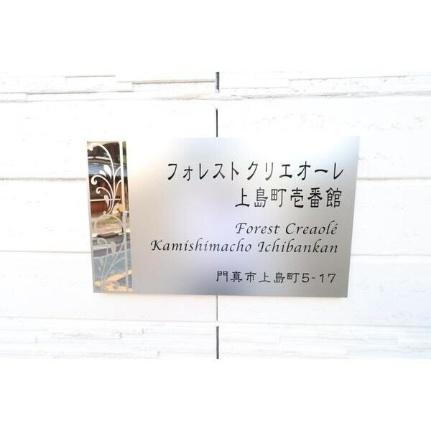 フォレスト クリエオーレ
上島町壱番館
Forest Creaolé
Kamishimacho Ichibankan
門真市上島町5-17